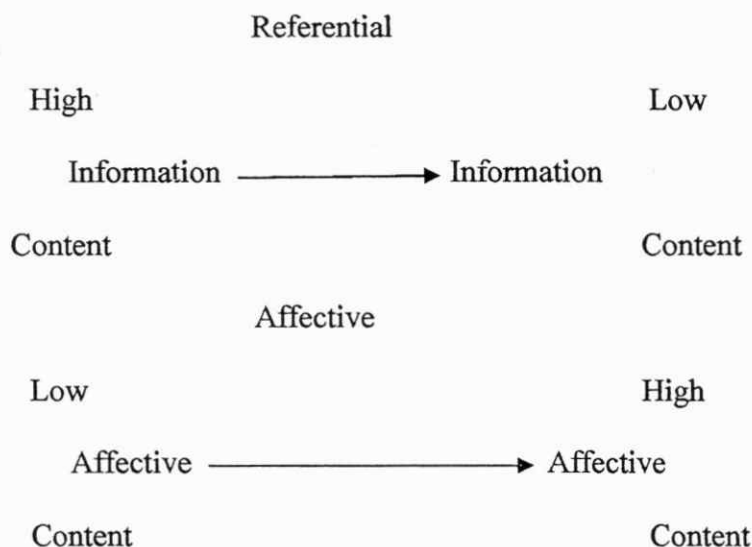 Referential
High Low
Information Information
Content Content
Affective
Low High
Affective Affective
Content Content